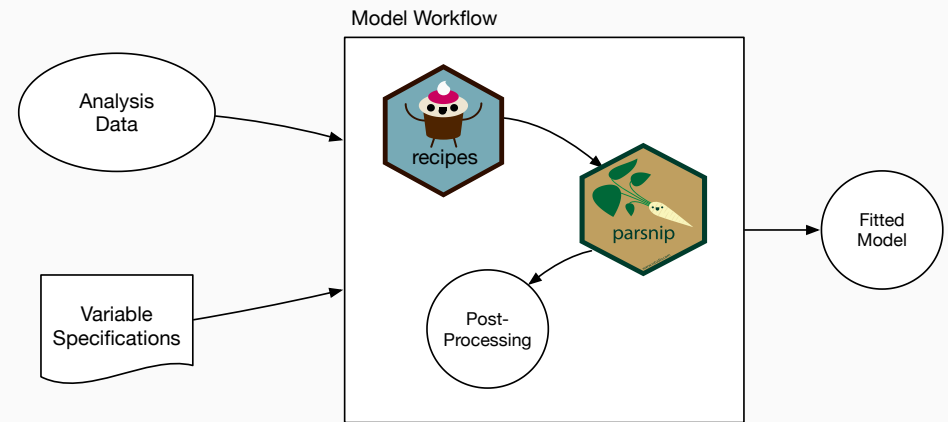 Model Workflow
Analysis
Data
recipes
parsnip
Fitted
Model
Variable
Specifications
Post-
Processing